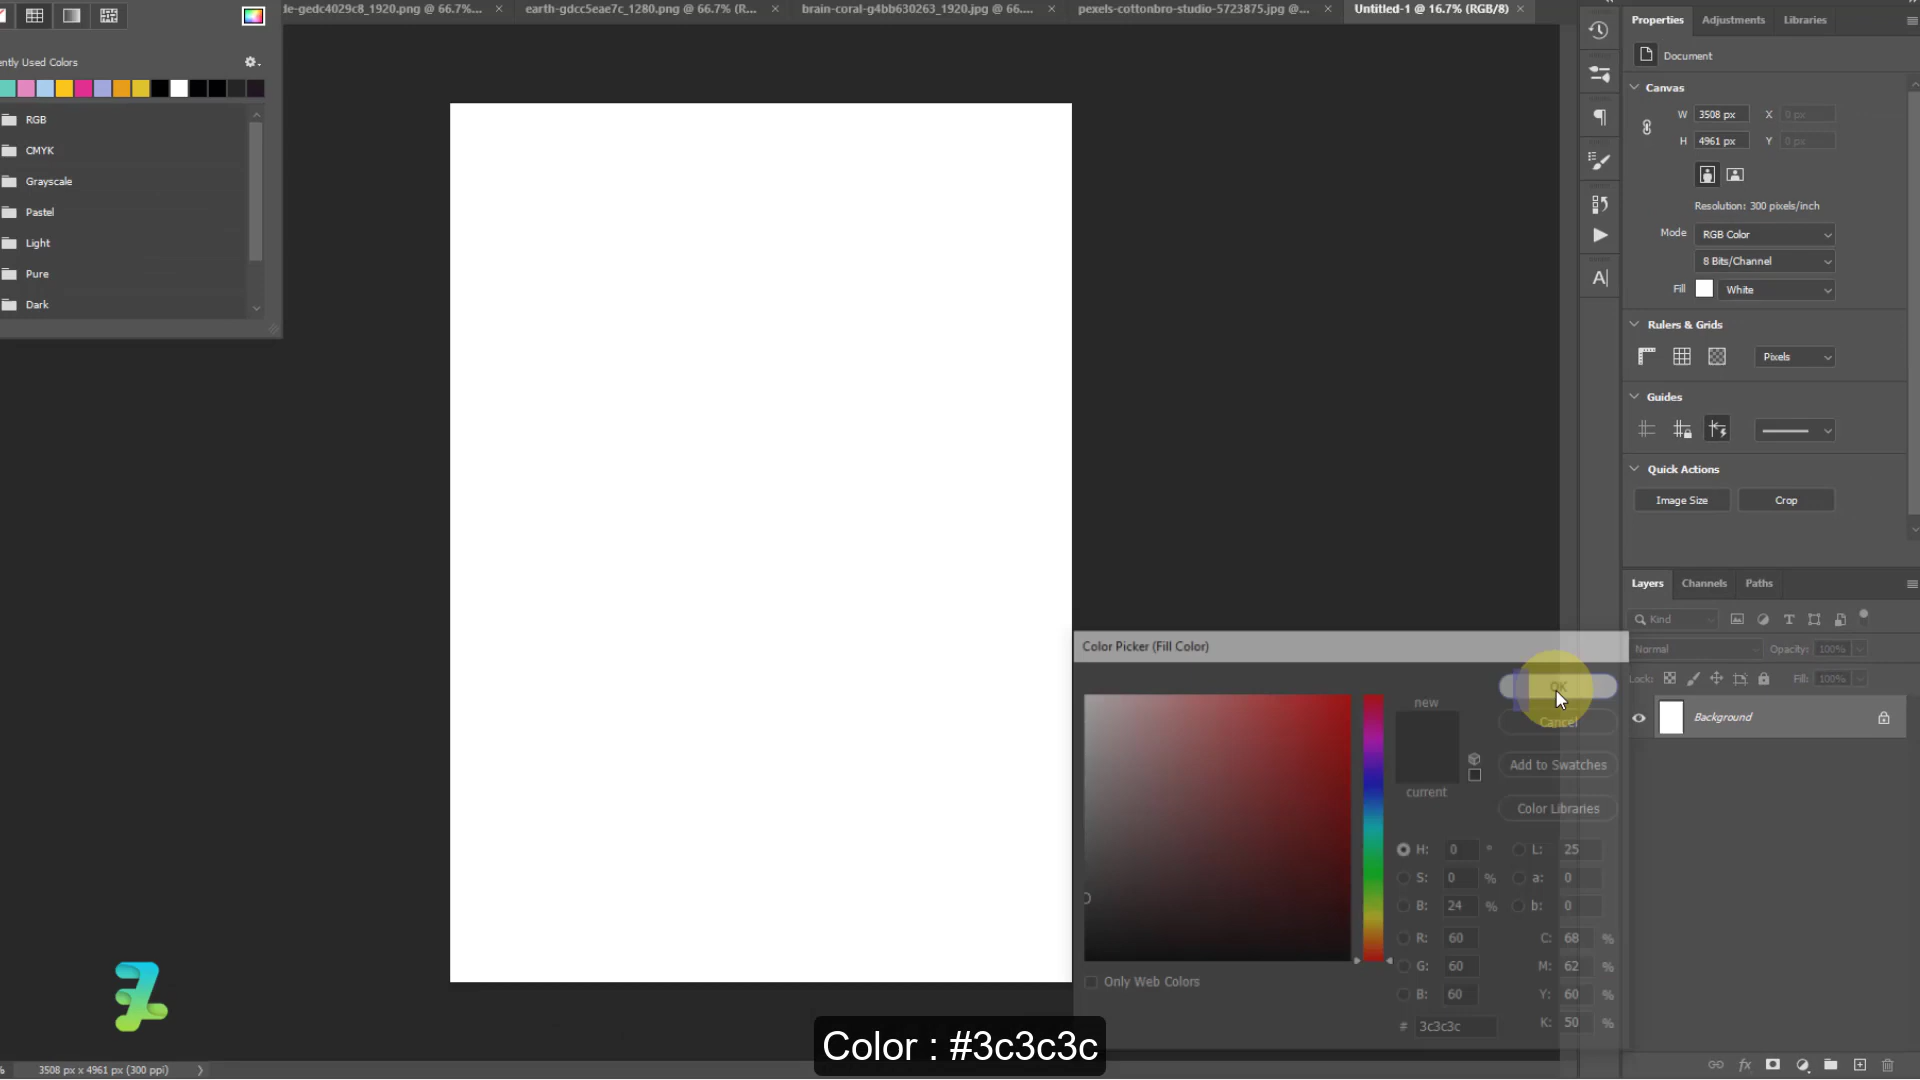 de-gedc4029c8_1920.png @ 66.7%... ×
earth-gdcc5eae7c_1280.png @ 66.7% (R... ×
brain-coral-g4bb630263_1920.jpg @ 66.... ×
pexels-cottonbro-studio-5723875.jpg @... ×
Untitled-1 @ 16.7% (RGB/8) ×
ently Used Colors
RGB
CMYK
Grayscale
Pastel
Light
Pure
Dark
Properties Adjustments Libraries
Document
Canvas
W 3508 px X 0 px
H 4961 px Y 0 px
Resolution: 300 pixels/inch
Mode RGB Color
8 Bits/Channel
Fill White
Rulers & Grids
Pixels
Guides
Quick Actions
Image Size Crop
Layers Channels Paths
Kind
Normal Opacity: 100%
Lock: Fill: 100%
Background
Color Picker (Fill Color)
new
current
OK
Cancel
Add to Swatches
Color Libraries
H: 0 ° L: 25
S: 0 % a: 0
B: 24 % b: 0
R: 60 C: 68 %
G: 60 M: 62 %
B: 60 Y: 60 %
# 3c3c3c K: 50 %
Only Web Colors
Color : #3c3c3c
% 3508 px x 4961 px (300 ppi)
fx